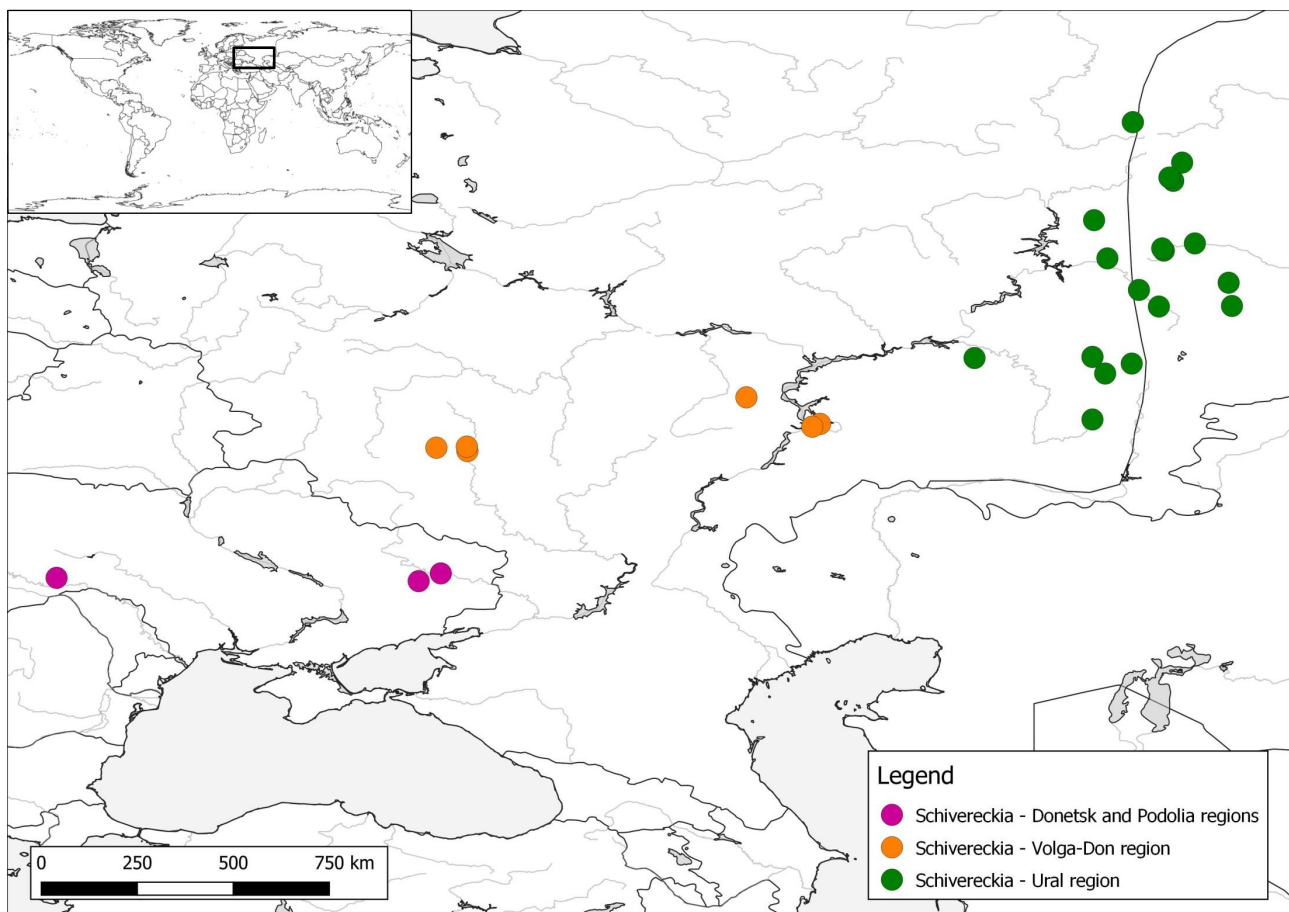 Legend
Schivereckia - Donetsk and Podolia regions
Schivereckia - Volga-Don region
Schivereckia - Ural region
0 250 500 750 km